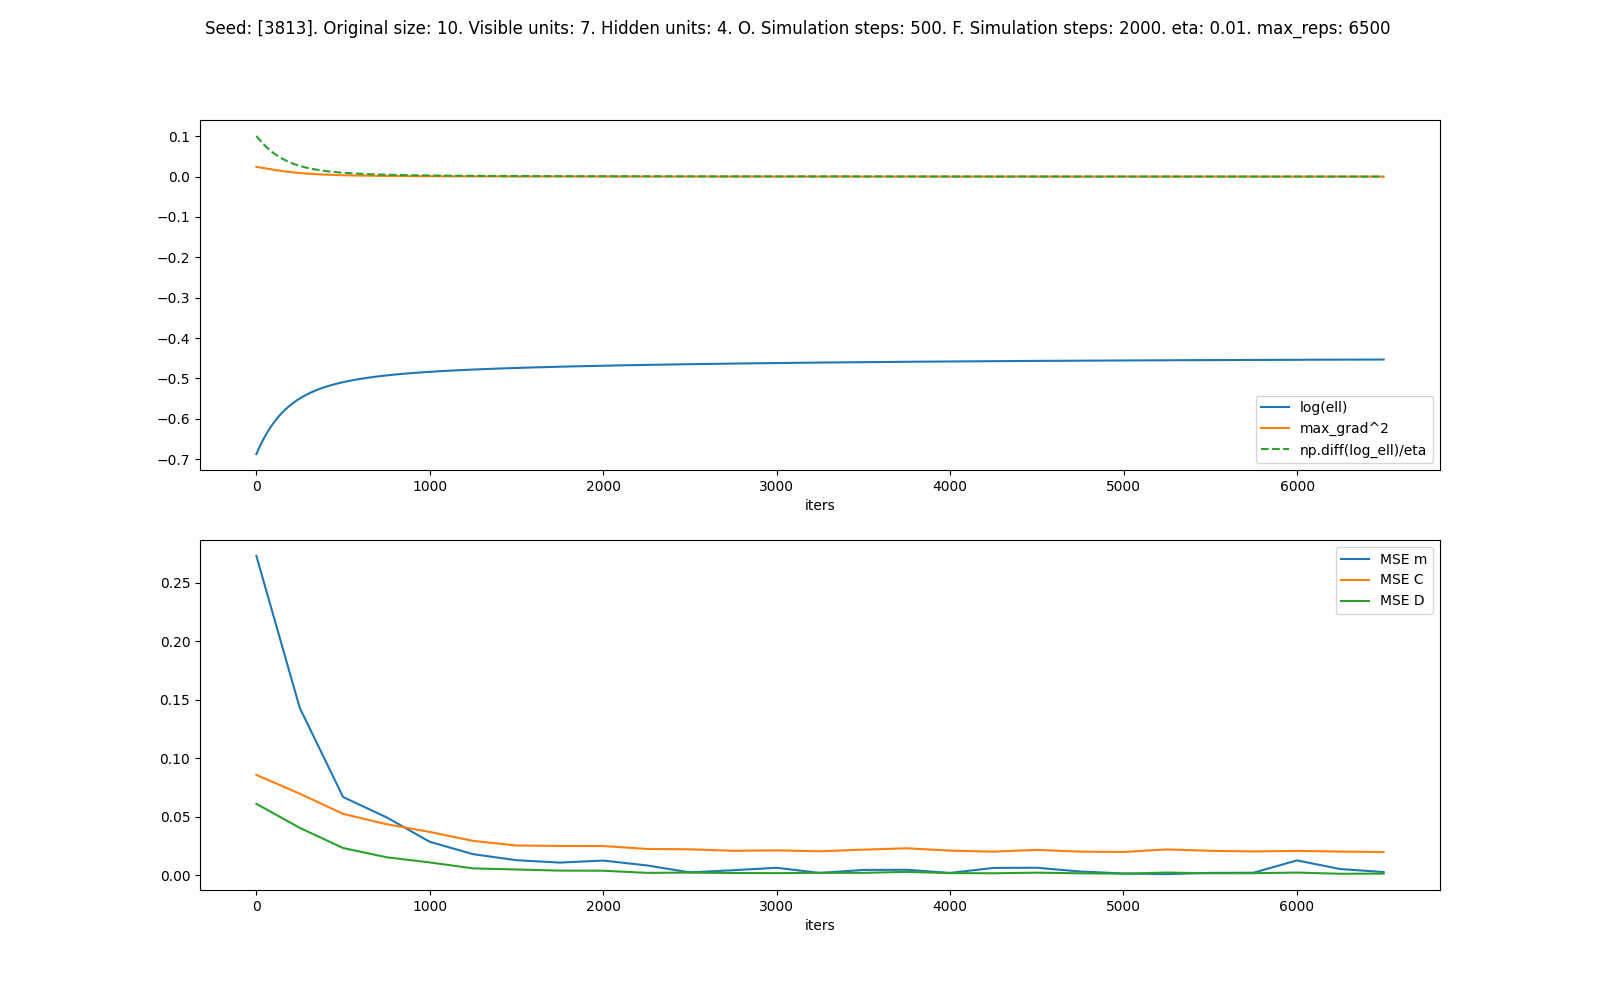 Seed: [3813]. Original size: 10. Visible units: 7. Hidden units: 4. O. Simulation steps: 500. F. Simulation steps: 2000. eta: 0.01. max_reps: 6500
0.1
0.0
−0.1
−0.2
−0.3
−0.4
−0.5
−0.6
−0.7
log(ell)
max_grad^2
np.diff(log_ell)/eta
0 1000 2000 3000 4000 5000 6000
iters
MSE m
MSE C
MSE D
0.25
0.20
0.15
0.10
0.05
0.00
0 1000 2000 3000 4000 5000 6000
iters